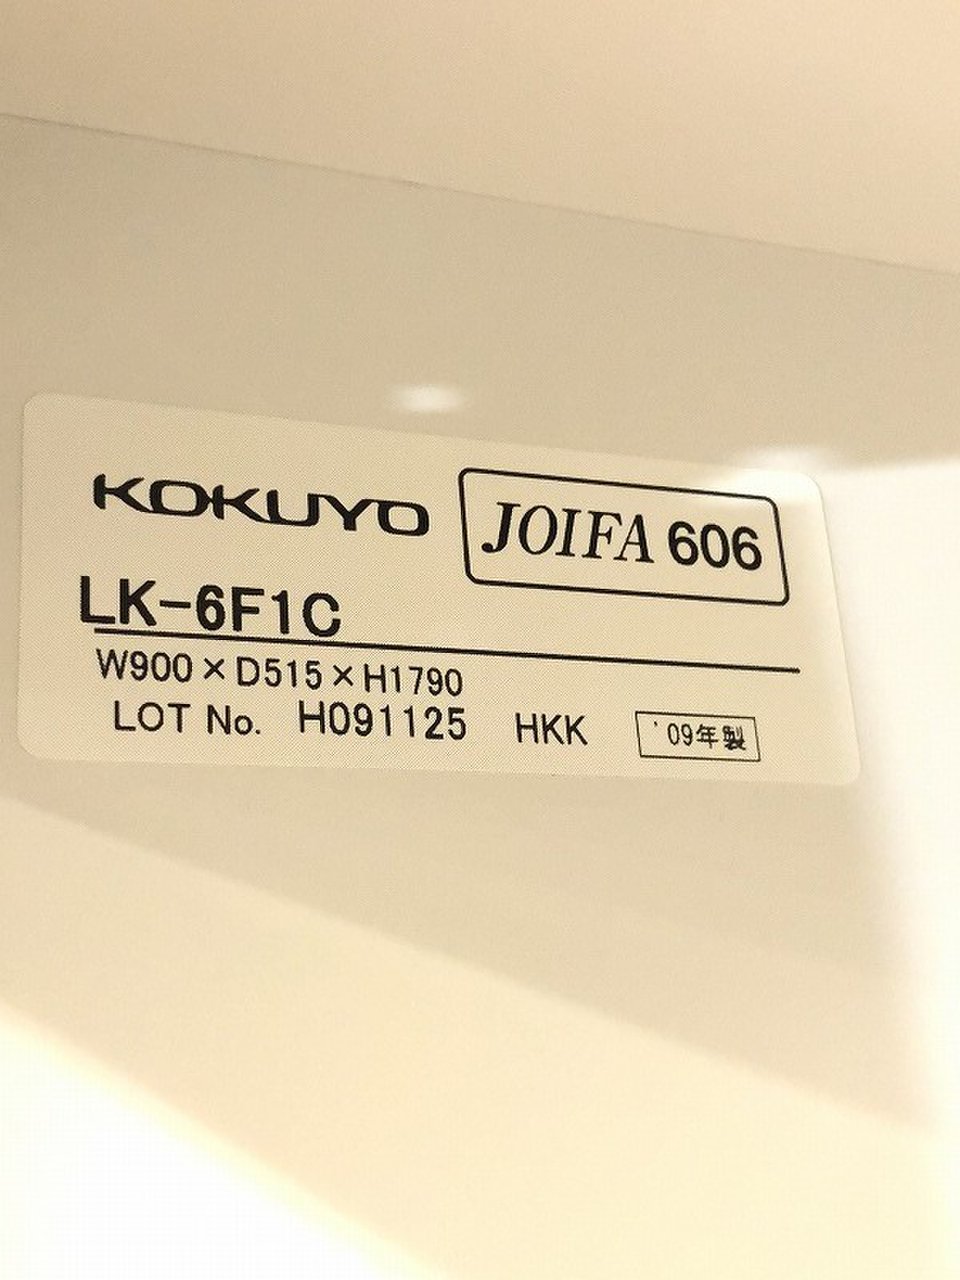 KOKUYO JOIFA 606
LK-6F1C
W900×D515×H1790
LOT No. H091125 HKK '09年製